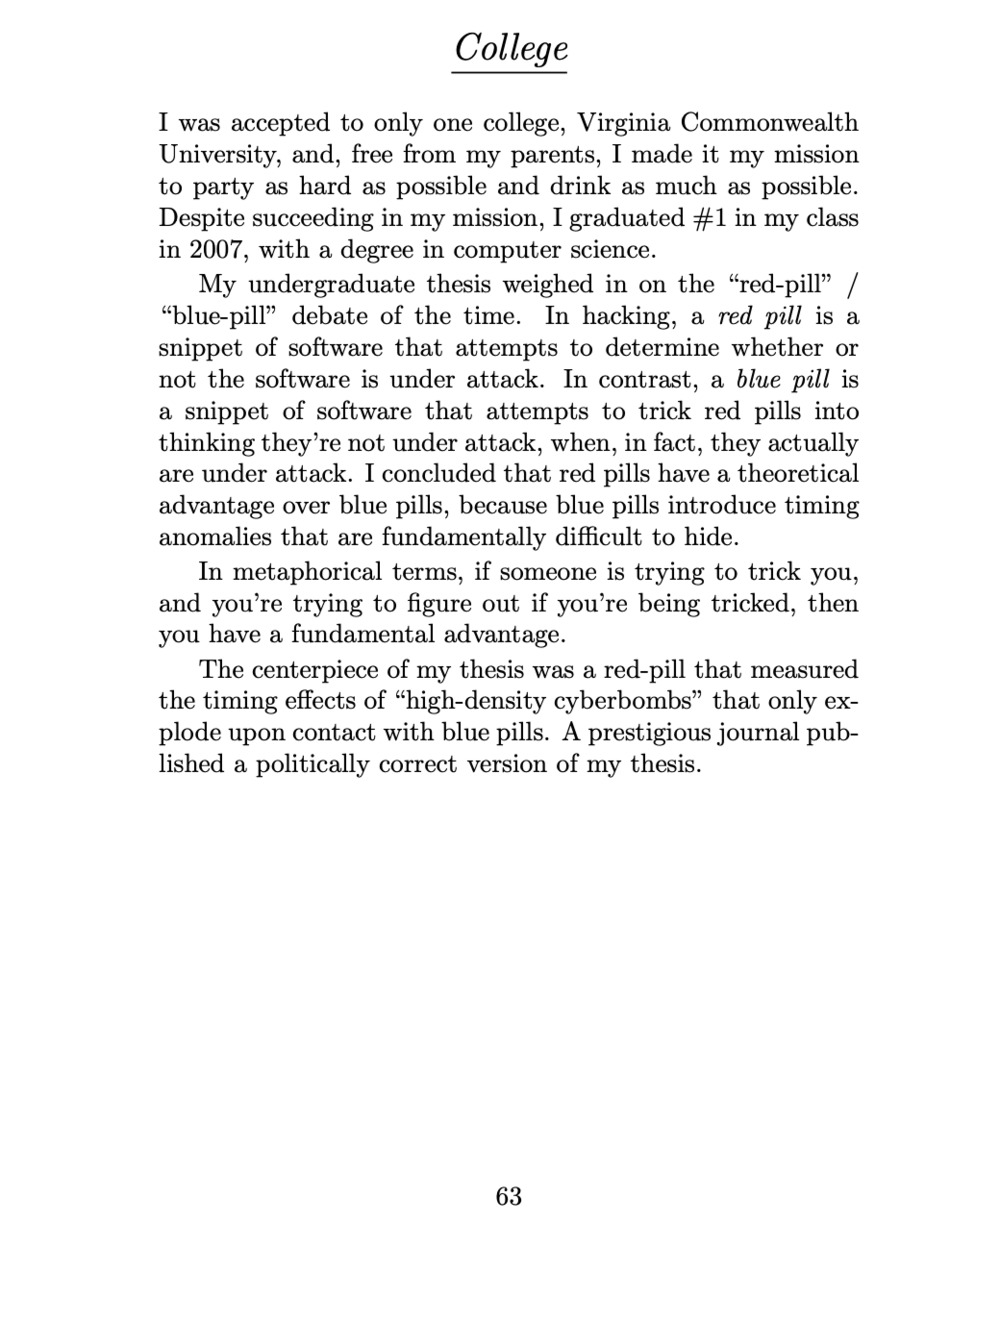 College
I was accepted to only one college, Virginia Commonwealth
University, and, free from my parents, I made it my mission
to party as hard as possible and drink as much as possible.
Despite succeeding in my mission, I graduated #1 in my class
in 2007, with a degree in computer science.
My undergraduate thesis weighed in on the “red-pill” /
“blue-pill” debate of the time. In hacking, a red pill is a
snippet of software that attempts to determine whether or
not the software is under attack. In contrast, a blue pill is
a snippet of software that attempts to trick red pills into
thinking they’re not under attack, when, in fact, they actually
are under attack. I concluded that red pills have a theoretical
advantage over blue pills, because blue pills introduce timing
anomalies that are fundamentally difficult to hide.
In metaphorical terms, if someone is trying to trick you,
and you’re trying to figure out if you’re being tricked, then
you have a fundamental advantage.
The centerpiece of my thesis was a red-pill that measured
the timing effects of “high-density cyberbombs” that only ex-
plode upon contact with blue pills. A prestigious journal pub-
lished a politically correct version of my thesis.
63